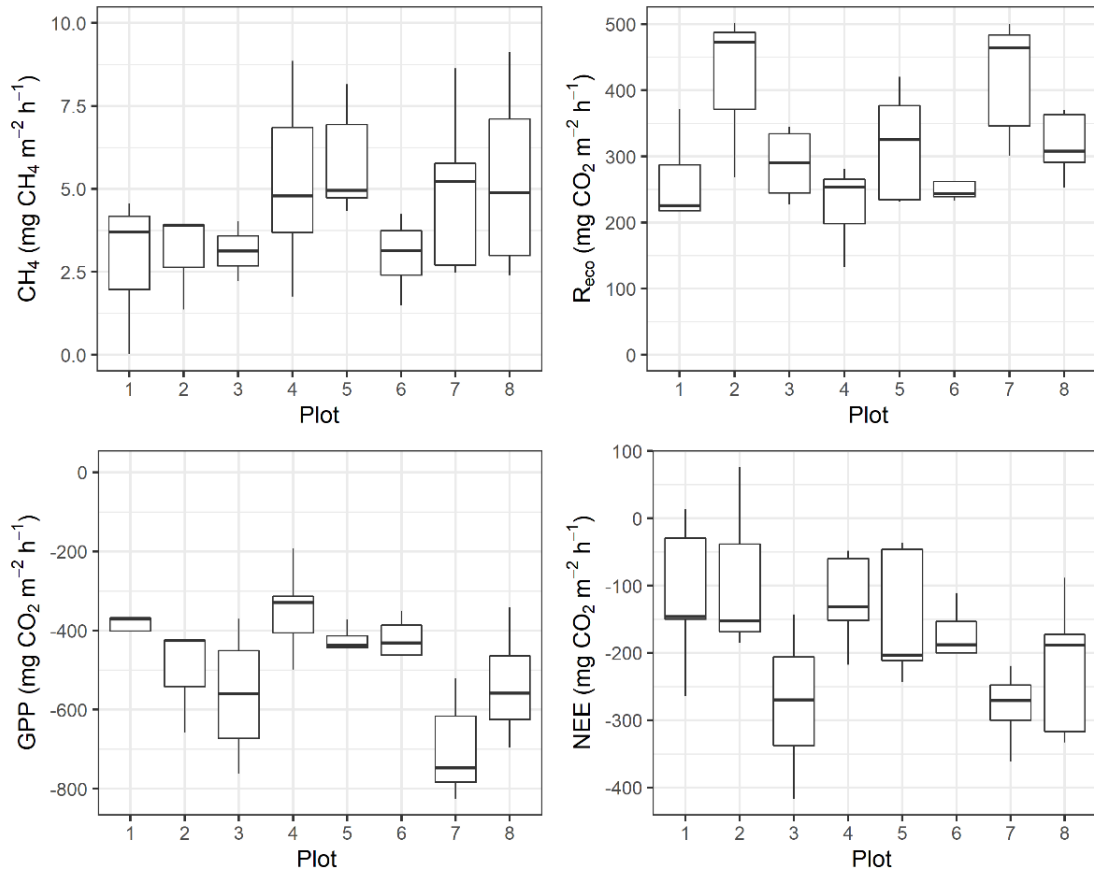 CH₄ (mg CH₄ m⁻² h⁻¹)
10.0
7.5
5.0
2.5
0.0
1 2 3 4 5 6 7 8
Plot
R_eco (mg CO₂ m⁻² h⁻¹)
500
400
300
200
100
0
1 2 3 4 5 6 7 8
Plot
GPP (mg CO₂ m⁻² h⁻¹)
0
-200
-400
-600
-800
1 2 3 4 5 6 7 8
Plot
NEE (mg CO₂ m⁻² h⁻¹)
100
0
-100
-200
-300
-400
1 2 3 4 5 6 7 8
Plot